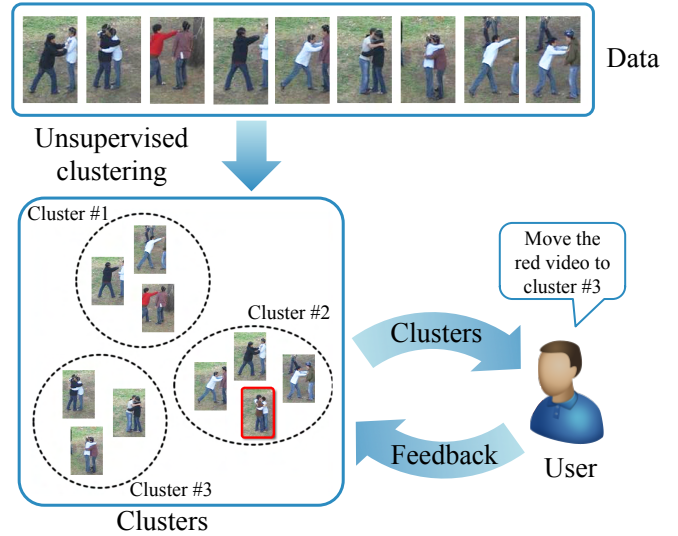 Data
Unsupervised
clustering
Cluster #1
Cluster #2
Cluster #3
Clusters
Clusters
Feedback
Move the
red video to
cluster #3
User